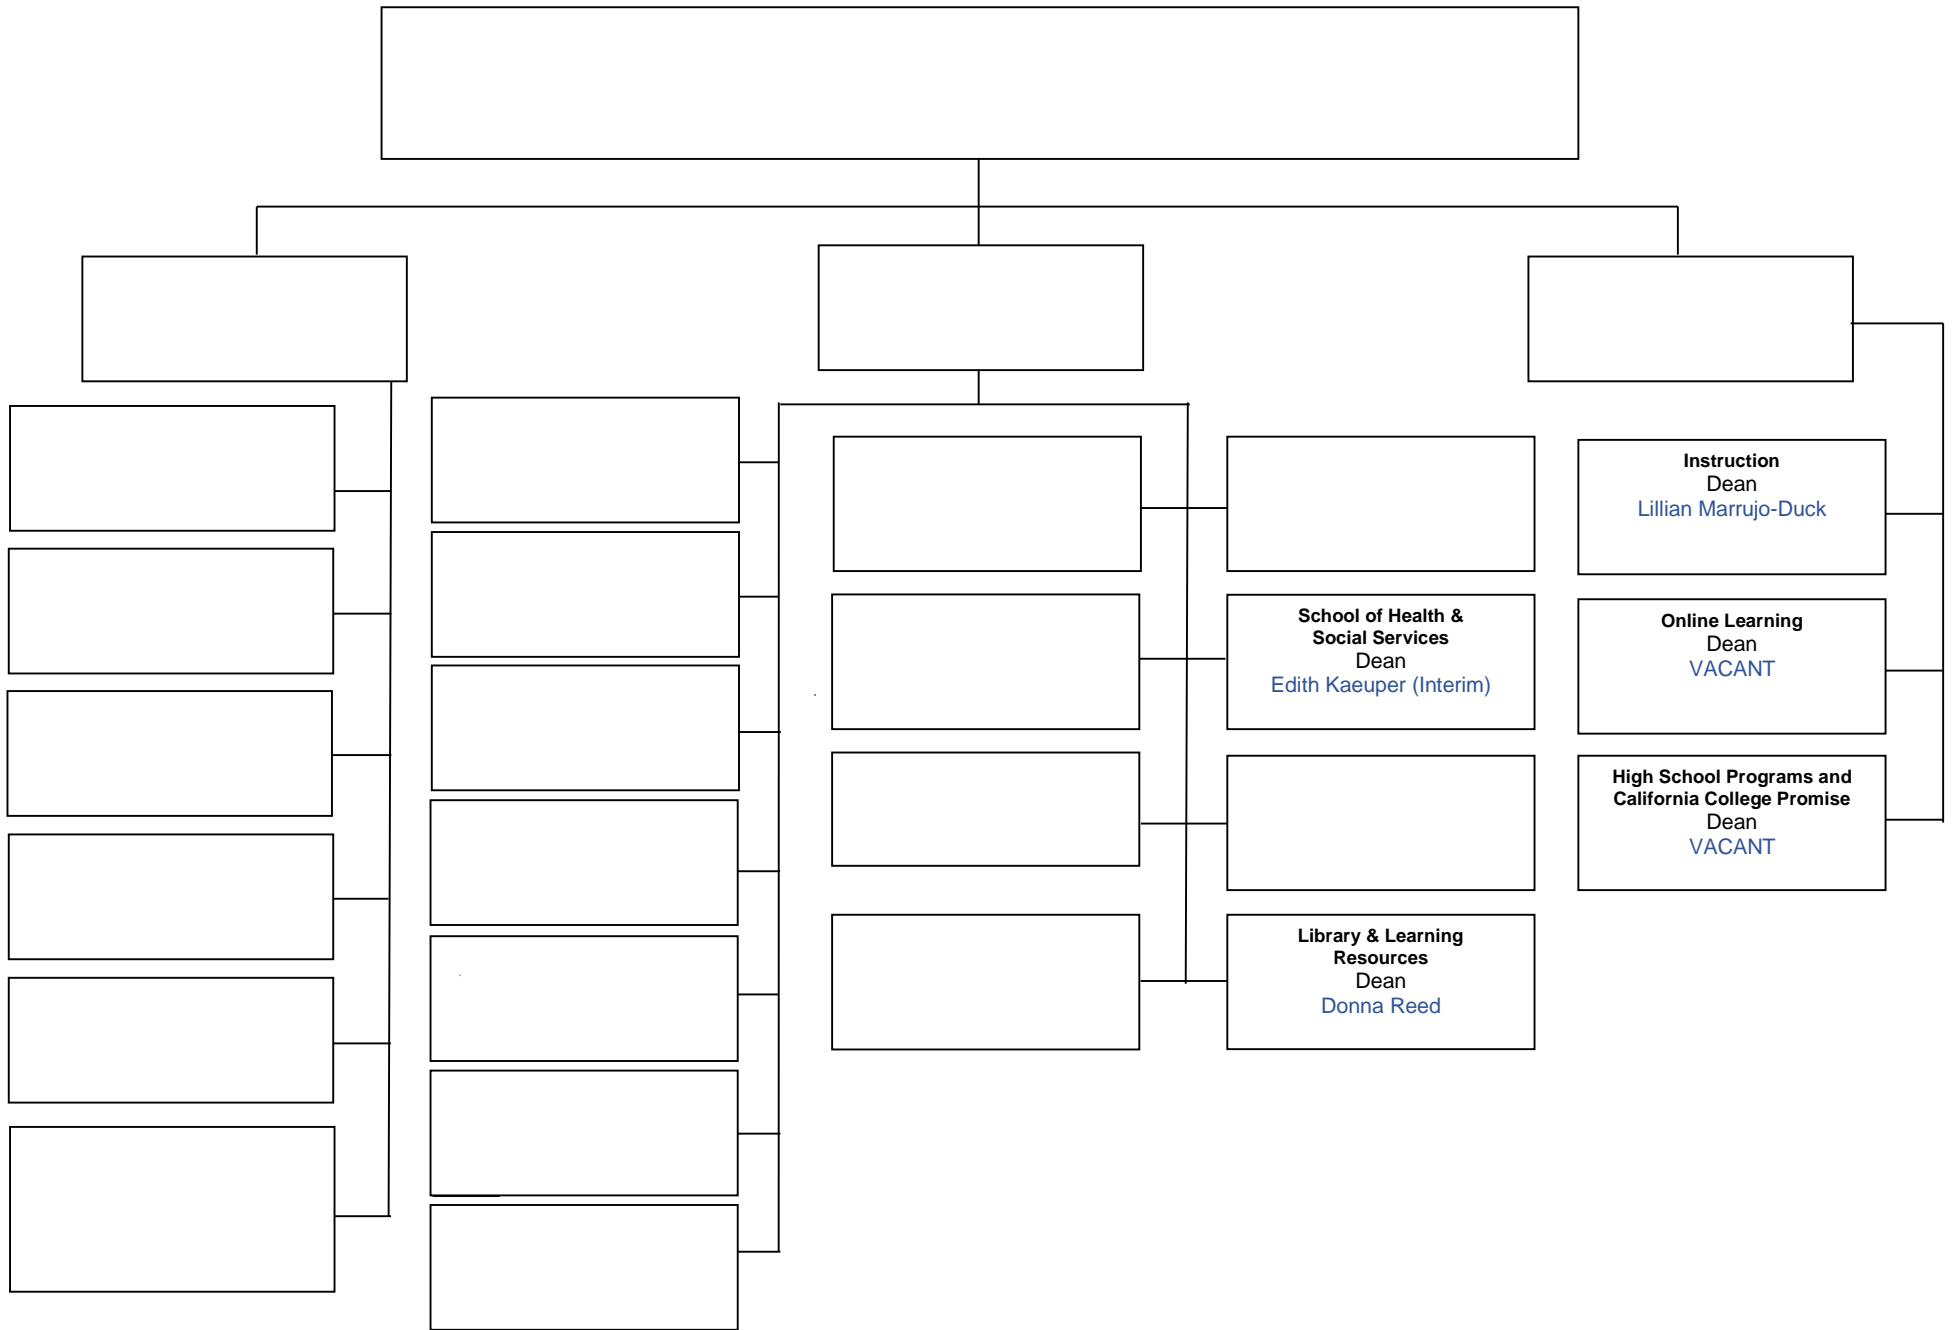 Instruction
Dean
Lillian Marrujo-Duck
School of Health &
Social Services
Dean
Edith Kaeuper (Interim)
Online Learning
Dean
VACANT
High School Programs and
California College Promise
Dean
VACANT
Library & Learning
Resources
Dean
Donna Reed